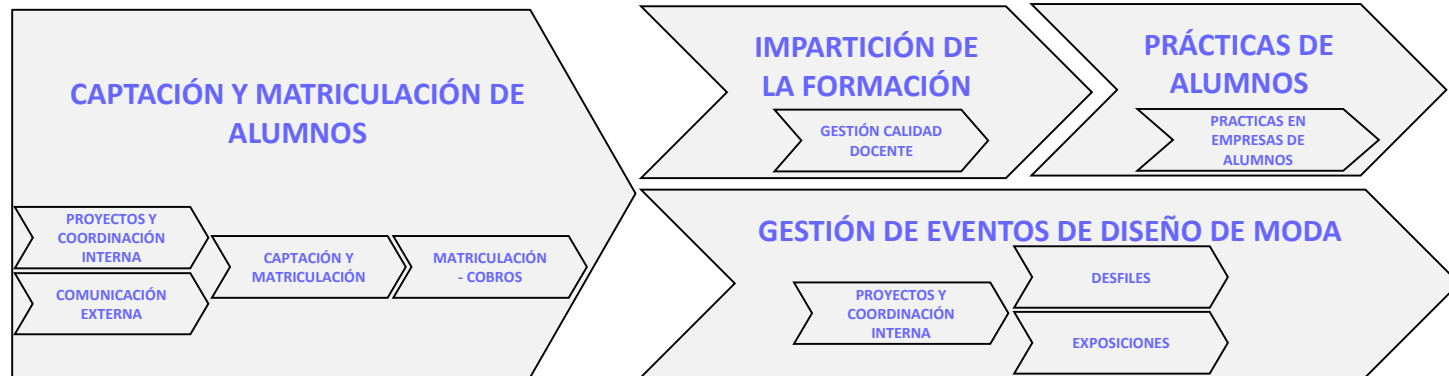 CAPTACIÓN Y MATRICULACIÓN DE
ALUMNOS
PROYECTOS Y
COORDINACIÓN
INTERNA
COMUNICACIÓN
EXTERNA
CAPTACIÓN Y
MATRICULACIÓN
MATRICULACIÓN
- COBROS
IMPARTICIÓN DE
LA FORMACIÓN
GESTIÓN CALIDAD
DOCENTE
PRÁCTICAS DE
ALUMNOS
PRACTICAS EN
EMPRESAS DE
ALUMNOS
GESTIÓN DE EVENTOS DE DISEÑO DE MODA
PROYECTOS Y
COORDINACIÓN
INTERNA
DESFILES
EXPOSICIONES